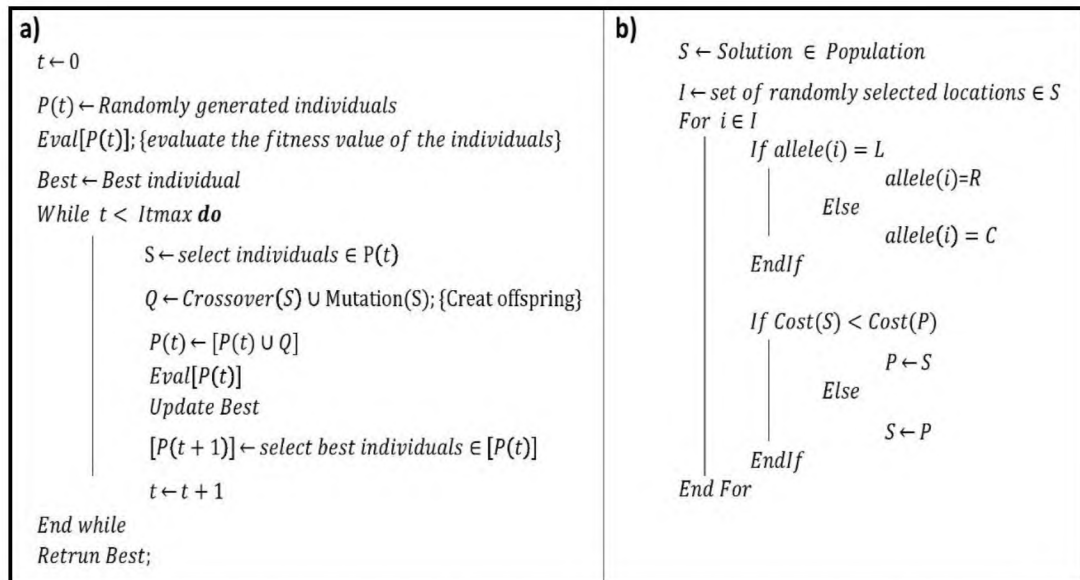 a)
t ← 0
P(t) ← Randomly generated individuals
Eval[P(t)]; {evaluate the fitness value of the individuals}
Best ← Best individual
While t < Itmax do
S ← select individuals ∈ P(t)
Q ← Crossover(S) ∪ Mutation(S); {Creat offspring}
P(t) ← [P(t) ∪ Q]
Eval[P(t)]
Update Best
[P(t + 1)] ← select best individuals ∈ [P(t)]
t ← t + 1
End while
Retrun Best;
b)
S ← Solution ∈ Population
I ← set of randomly selected locations ∈ S
For i ∈ I
If allele(i) = L
allele(i)=R
Else
allele(i) = C
EndIf
If Cost(S) < Cost(P)
P ← S
Else
S ← P
EndIf
End For